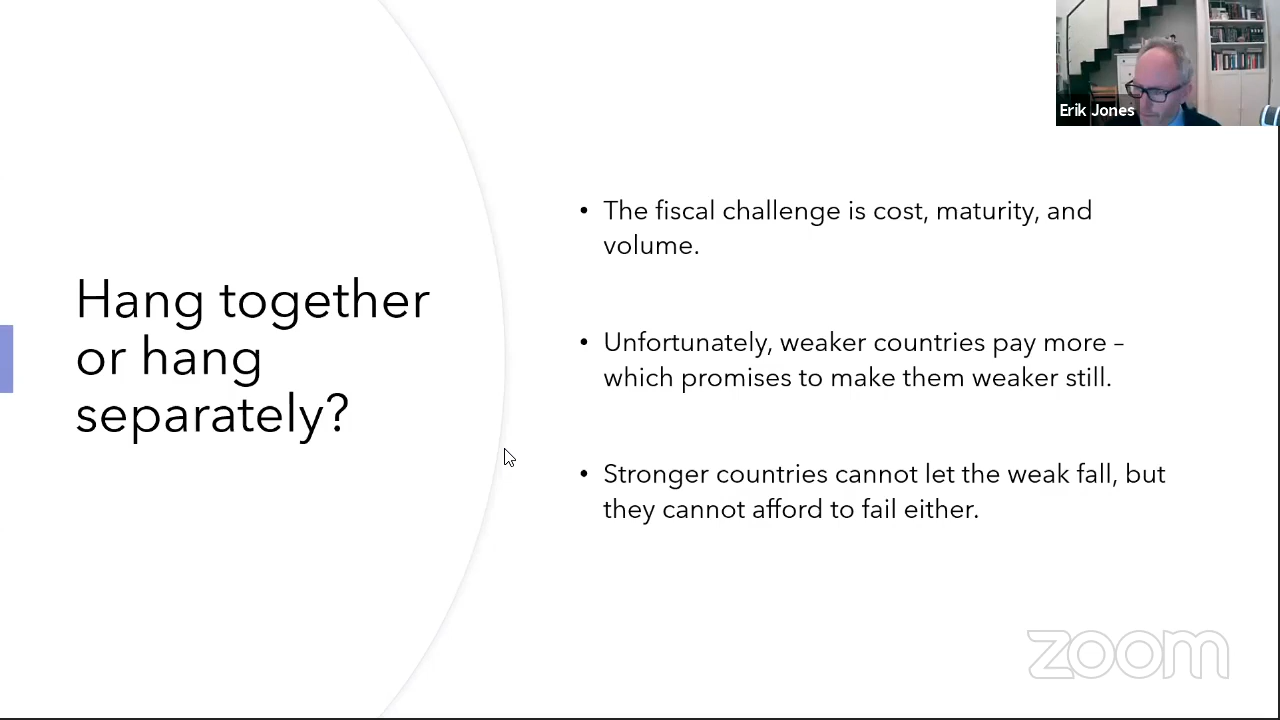 Erik Jones
Hang together
or hang
separately?
• The fiscal challenge is cost, maturity, and
volume.
• Unfortunately, weaker countries pay more –
which promises to make them weaker still.
• Stronger countries cannot let the weak fall, but
they cannot afford to fail either.
zoom